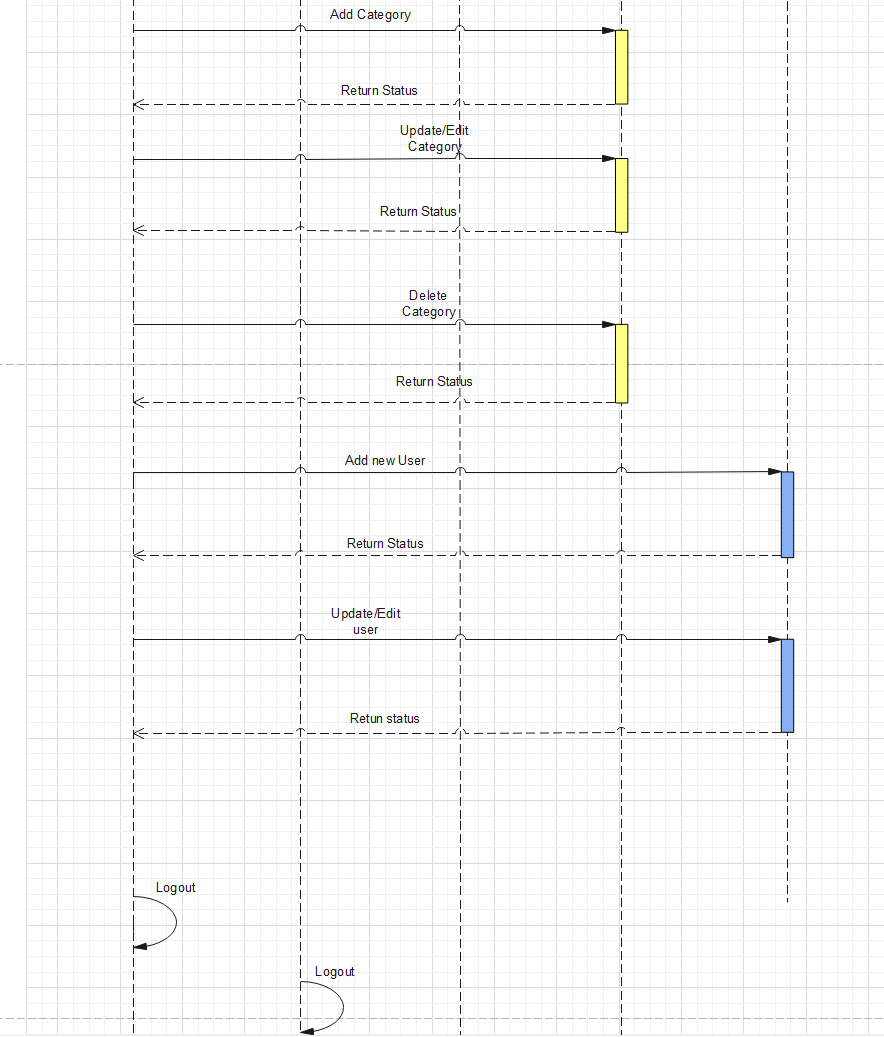 Add Category
Return Status
Update/Edit
Category
Return Status
Delete
Category
Return Status
Add new User
Return Status
Update/Edit
user
Retun status
Logout
Logout